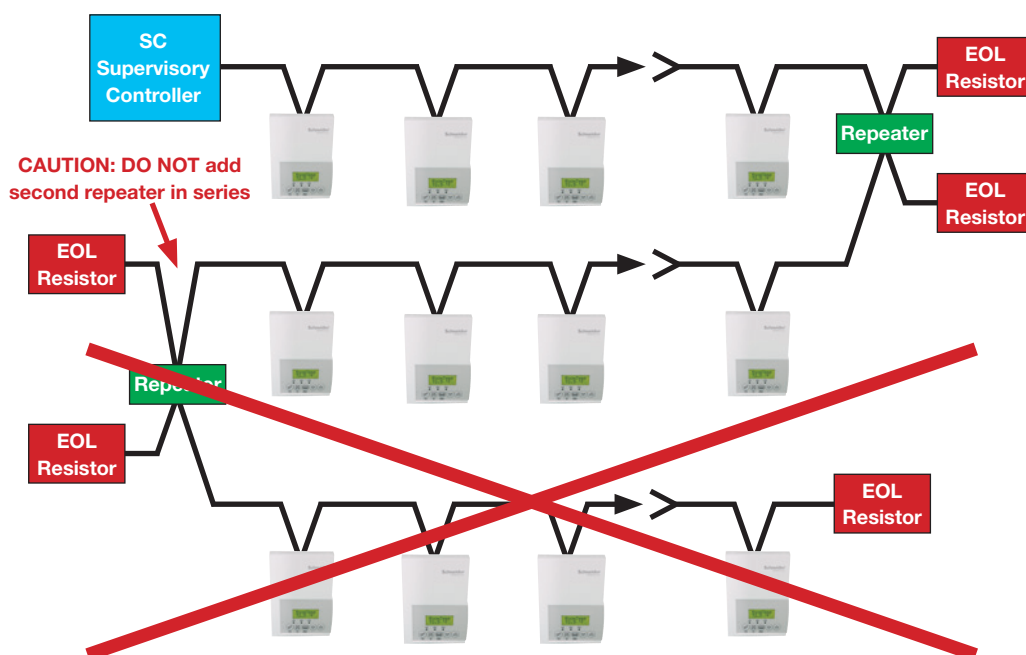 SC
Supervisory
Controller
EOL
Resistor
Repeater
CAUTION: DO NOT add
second repeater in series
EOL
Resistor
EOL
Resistor
Repeater
EOL
Resistor
EOL
Resistor